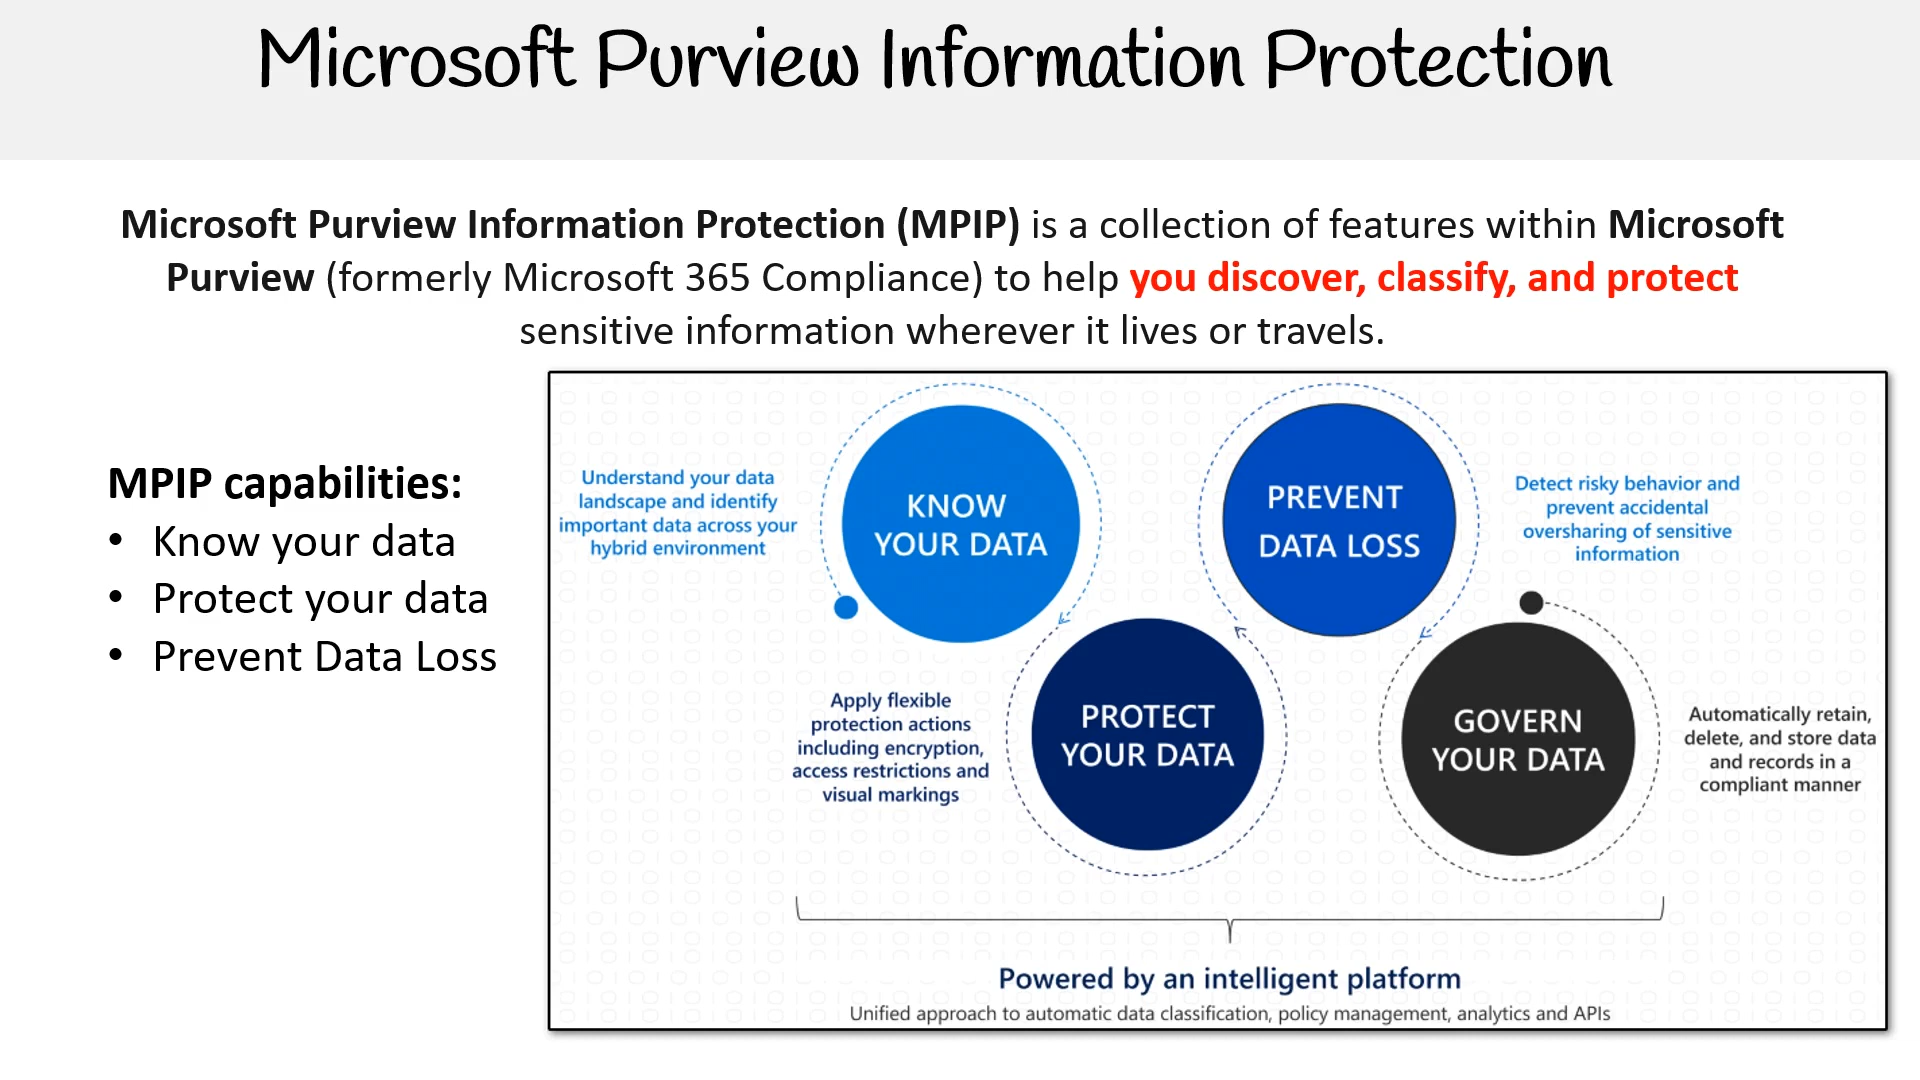 Microsoft Purview Information Protection
Microsoft Purview Information Protection (MPIP) is a collection of features within Microsoft
Purview (formerly Microsoft 365 Compliance) to help you discover, classify, and protect
sensitive information wherever it lives or travels.
MPIP capabilities:
• Know your data
• Protect your data
• Prevent Data Loss
Understand your data
landscape and identify
important data across your
hybrid environment
KNOW
YOUR DATA
Apply flexible
protection actions
including encryption,
access restrictions and
visual markings
PROTECT
YOUR DATA
PREVENT
DATA LOSS
Detect risky behavior and
prevent accidental
oversharing of sensitive
information
GOVERN
YOUR DATA
Automatically retain,
delete, and store data
and records in a
compliant manner
Powered by an intelligent platform
Unified approach to automatic data classification, policy management, analytics and APIs